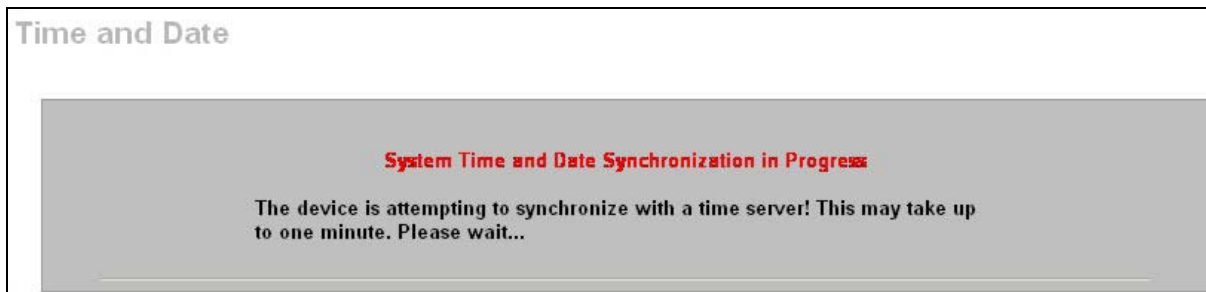 Time and Date
System Time and Date Synchronization in Progress
The device is attempting to synchronize with a time server! This may take up
to one minute. Please wait...